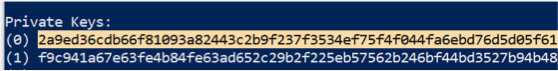 Private Keys:
(0) 2a9ed36cdb66f81093a82443c2b9f237f3534ef75f4f044fa6ebd76d5d05f61
(1) f9c941a67e63fe4b84fe63ad652c29b2f225eb57562b246bf44bd3527b94b48